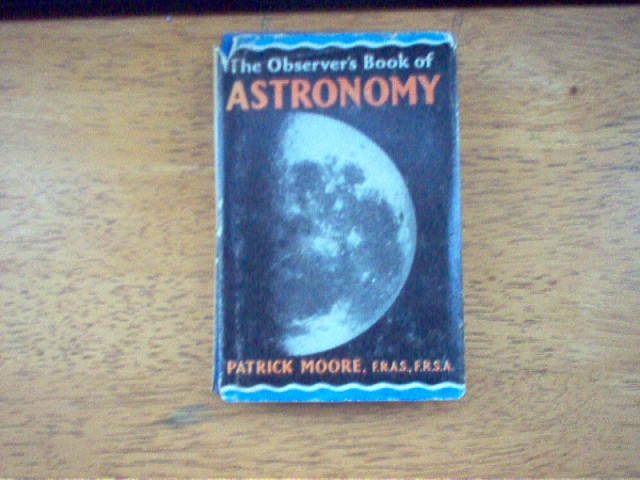 The Observer's Book of
ASTRONOMY
PATRICK MOORE, F.R.A.S., F.R.S.A.